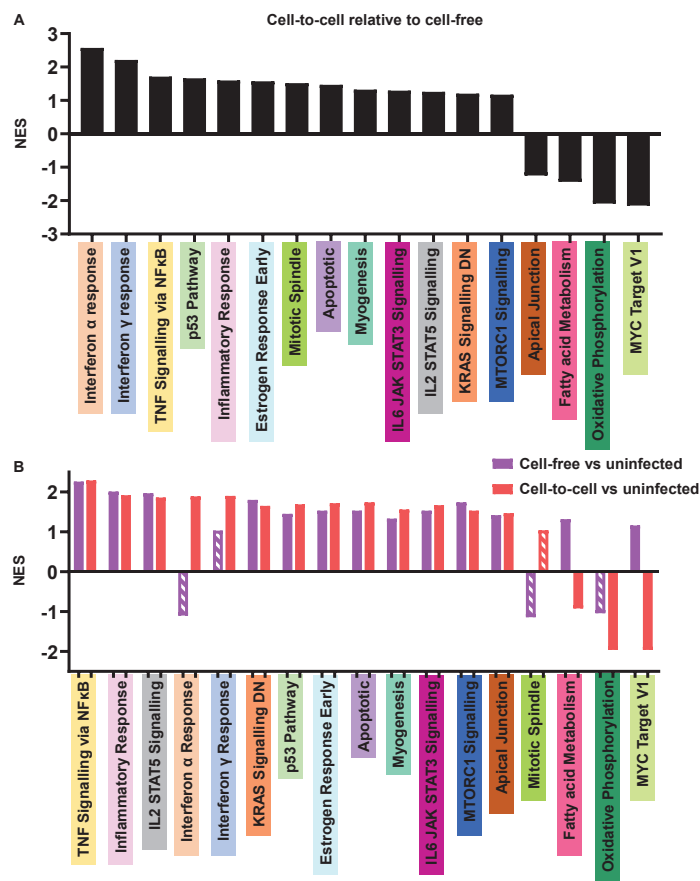 A
Cell-to-cell relative to cell-free
NES
3
2
1
0
-1
-2
-3
Interferon α response
Interferon γ response
TNF Signalling via NFκB
p53 Pathway
Inflammatory Response
Estrogen Response Early
Mitotic Spindle
Apoptotic
Myogenesis
IL6 JAK STAT3 Signalling
IL2 STAT5 Signalling
KRAS Signalling DN
MTORC1 Signalling
Apical Junction
Fatty acid Metabolism
Oxidative Phosphorylation
MYC Target V1
B
Cell-free vs uninfected
Cell-to-cell vs uninfected
NES
2
1
0
-1
-2
TNF Signalling via NFκB
Inflammatory Response
IL2 STAT5 Signalling
Interferon α Response
Interferon γ Response
KRAS Signalling DN
p53 Pathway
Estrogen Response Early
Apoptotic
Myogenesis
IL6 JAK STAT3 Signalling
MTORC1 Signalling
Apical Junction
Mitotic Spindle
Fatty acid Metabolism
Oxidative Phosphorylation
MYC Target V1